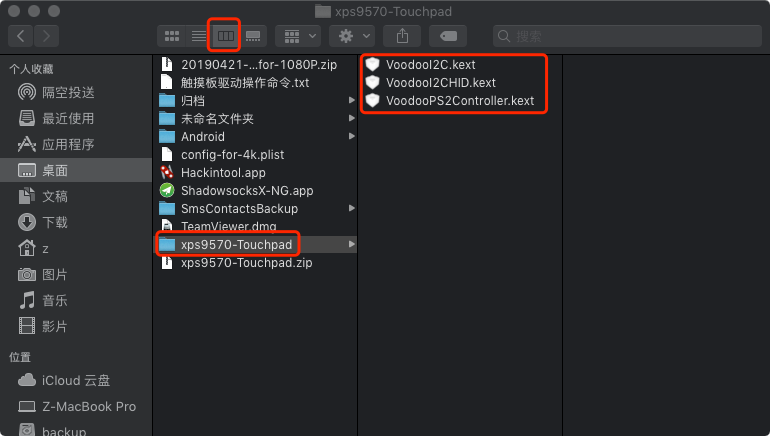 xps9570-Touchpad
搜索
个人收藏
隔空投送
最近使用
应用程序
桌面
文稿
下载
z
图片
音乐
影片
位置
iCloud 云盘
Z-MacBook Pro
backup
20190421-...for-1080P.zip
触摸板驱动操作命令.txt
归档
未命名文件夹
Android
config-for-4k.plist
Hackintool.app
ShadowsocksX-NG.app
SmsContactsBackup
TeamViewer.dmg
xps9570-Touchpad
xps9570-Touchpad.zip
VoodooI2C.kext
VoodooI2CHID.kext
VoodooPS2Controller.kext